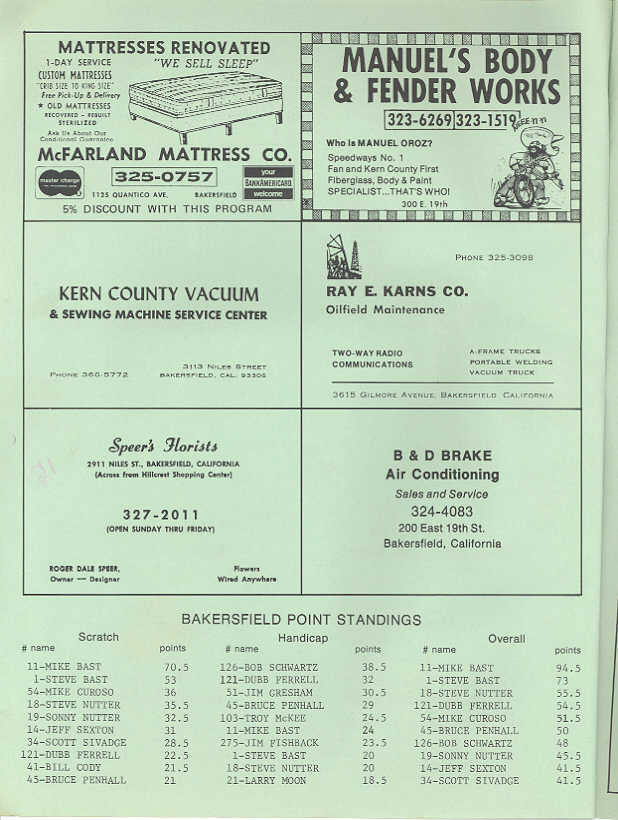 MATTRESSES RENOVATED
1-DAY SERVICE "WE SELL SLEEP"
CUSTOM MATTRESSES
"CRIB SIZE TO KING SIZE"
Free Pick-Up & Delivery
★ OLD MATTRESSES
RECOVERED - REBUILT
STERILIZED
Ask Us About Our
Conditional Guarantee
McFARLAND MATTRESS CO.
master charge
325-0757
your
BANKAMERICARD
welcome
1125 QUANTICO AVE. BAKERSFIELD
5% DISCOUNT WITH THIS PROGRAM
MANUEL'S BODY
& FENDER WORKS
323-6269 323-1519
Who Is MANUEL OROZ?
Speedways No. 1
Fan and Kern County First
Fiberglass, Body & Paint
SPECIALIST...THAT'S WHO!
300 E. 19th
KERN COUNTY VACUUM
& SEWING MACHINE SERVICE CENTER
3113 NILES STREET
PHONE 366-5772 BAKERSFIELD, CAL. 93306
PHONE 325-3098
RAY E. KARNS CO.
Oilfield Maintenance
TWO-WAY RADIO
COMMUNICATIONS
A-FRAME TRUCKS
PORTABLE WELDING
VACUUM TRUCK
3615 GILMORE AVENUE, BAKERSFIELD, CALIFORNIA
Speer's Florists
2911 NILES ST., BAKERSFIELD, CALIFORNIA
(Across from Hillcrest Shopping Center)
327-2011
(OPEN SUNDAY THRU FRIDAY)
ROGER DALE SPEER,
Owner — Designer
Flowers
Wired Anywhere
B & D BRAKE
Air Conditioning
Sales and Service
324-4083
200 East 19th St.
Bakersfield, California
BAKERSFIELD POINT STANDINGS
Scratch
# name points
11-MIKE BAST 70.5
1-STEVE BAST 53
54-MIKE CUROSO 36
18-STEVE NUTTER 35.5
19-SONNY NUTTER 32.5
14-JEFF SEXTON 31
34-SCOTT SIVADGE 28.5
121-DUBB FERRELL 22.5
41-BILL CODY 21.5
45-BRUCE PENHALL 21
Handicap
# name points
126-BOB SCHWARTZ 38.5
121-DUBB FERRELL 32
51-JIM GRESHAM 30.5
45-BRUCE PENHALL 29
103-TROY McKEE 24.5
11-MIKE BAST 24
275-JIM FISHBACK 23.5
1-STEVE BAST 20
18-STEVE NUTTER 20
21-LARRY MOON 18.5
Overall
# name points
11-MIKE BAST 94.5
1-STEVE BAST 73
18-STEVE NUTTER 55.5
121-DUBB FERRELL 54.5
54-MIKE CUROSO 51.5
45-BRUCE PENHALL 50
126-BOB SCHWARTZ 48
19-SONNY NUTTER 45.5
14-JEFF SEXTON 41.5
34-SCOTT SIVADGE 41.5